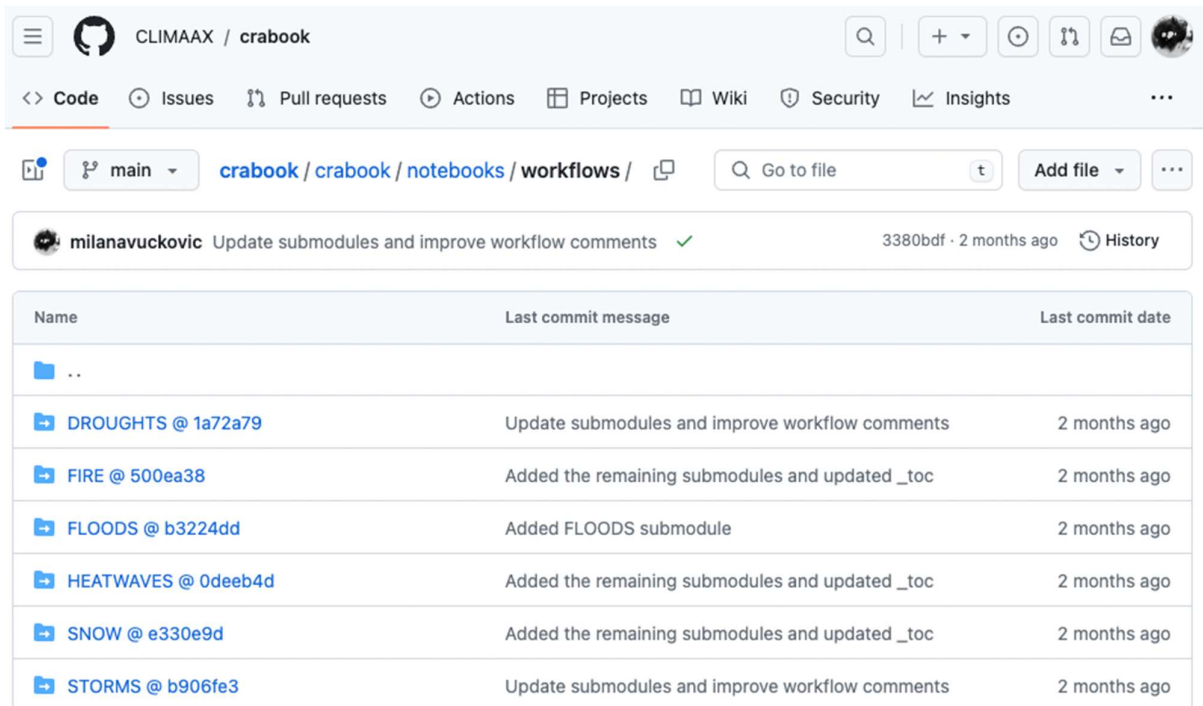 CLIMAAX / crabook
Code Issues Pull requests Actions Projects Wiki Security Insights ...
main crabook / crabook / notebooks / workflows / Go to file t Add file ...
milanavuckovic Update submodules and improve workflow comments 3380bdf · 2 months ago History
Name Last commit message Last commit date
..
DROUGHTS @ 1a72a79 Update submodules and improve workflow comments 2 months ago
FIRE @ 500ea38 Added the remaining submodules and updated _toc 2 months ago
FLOODS @ b3224dd Added FLOODS submodule 2 months ago
HEATWAVES @ 0deeb4d Added the remaining submodules and updated _toc 2 months ago
SNOW @ e330e9d Added the remaining submodules and updated _toc 2 months ago
STORMS @ b906fe3 Update submodules and improve workflow comments 2 months ago